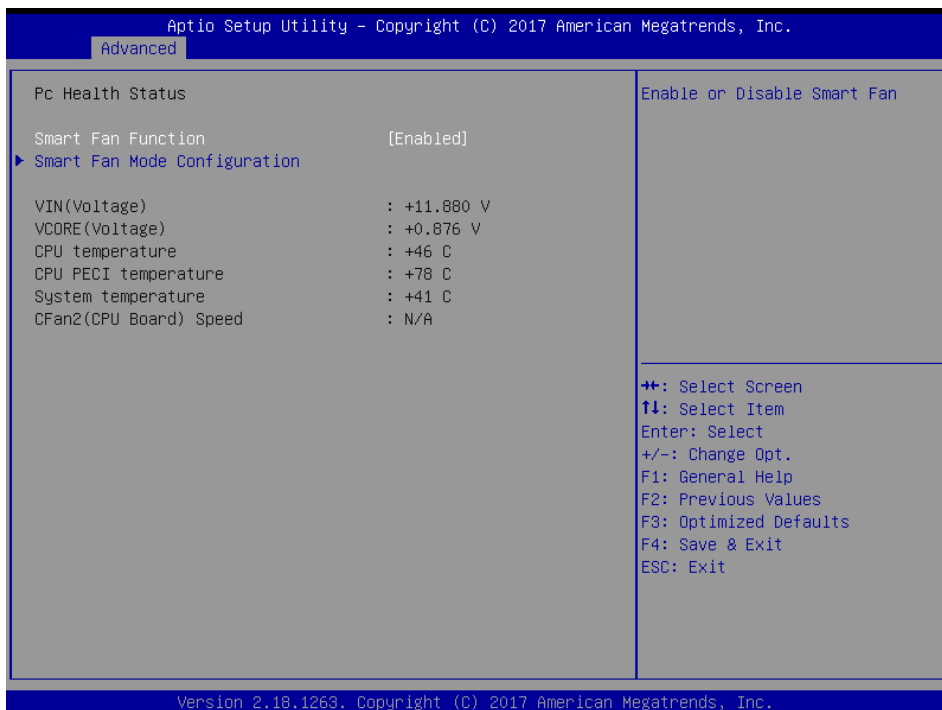 Aptio Setup Utility – Copyright (C) 2017 American Megatrends, Inc.
Advanced
Pc Health Status
Smart Fan Function [Enabled]
▶ Smart Fan Mode Configuration
VIN(Voltage) : +11.880 V
VCORE(Voltage) : +0.876 V
CPU temperature : +46 C
CPU PECI temperature : +78 C
System temperature : +41 C
CFan2(CPU Board) Speed : N/A
Enable or Disable Smart Fan
→←: Select Screen
↑↓: Select Item
Enter: Select
+/-: Change Opt.
F1: General Help
F2: Previous Values
F3: Optimized Defaults
F4: Save & Exit
ESC: Exit
Version 2.18.1263. Copyright (C) 2017 American Megatrends, Inc.